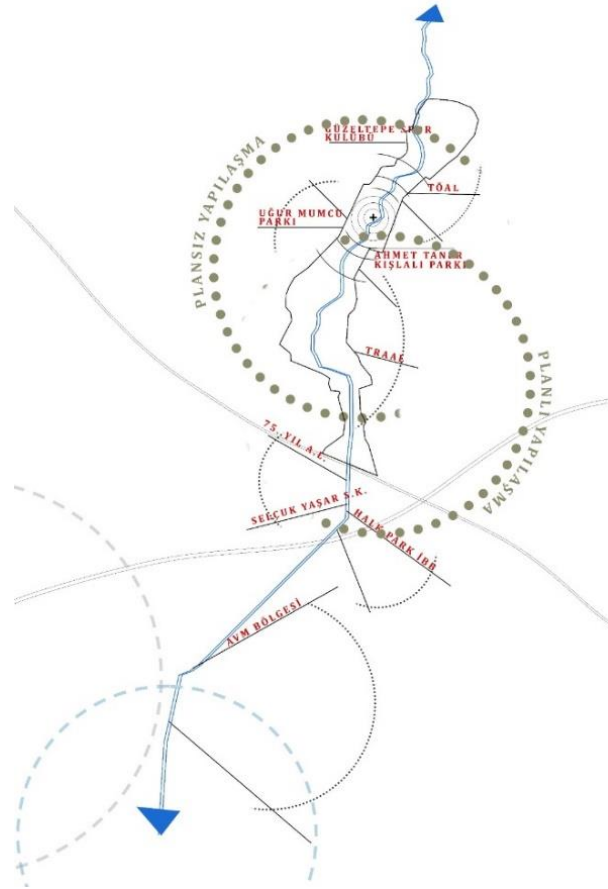 GÜZELTEPE SPOR
KULÜBÜ
TÖAL
UĞUR MUMCU
PARKI
PLANSIZ YAPILAŞMA
AHMET TANER
KIŞLALI PARKI
TRAAL
PLANLI YAPILAŞMA
75. YIL A.L.
SELÇUK YAŞAR S.K.
HALK PARK İBB
AVM BÖLGESİ